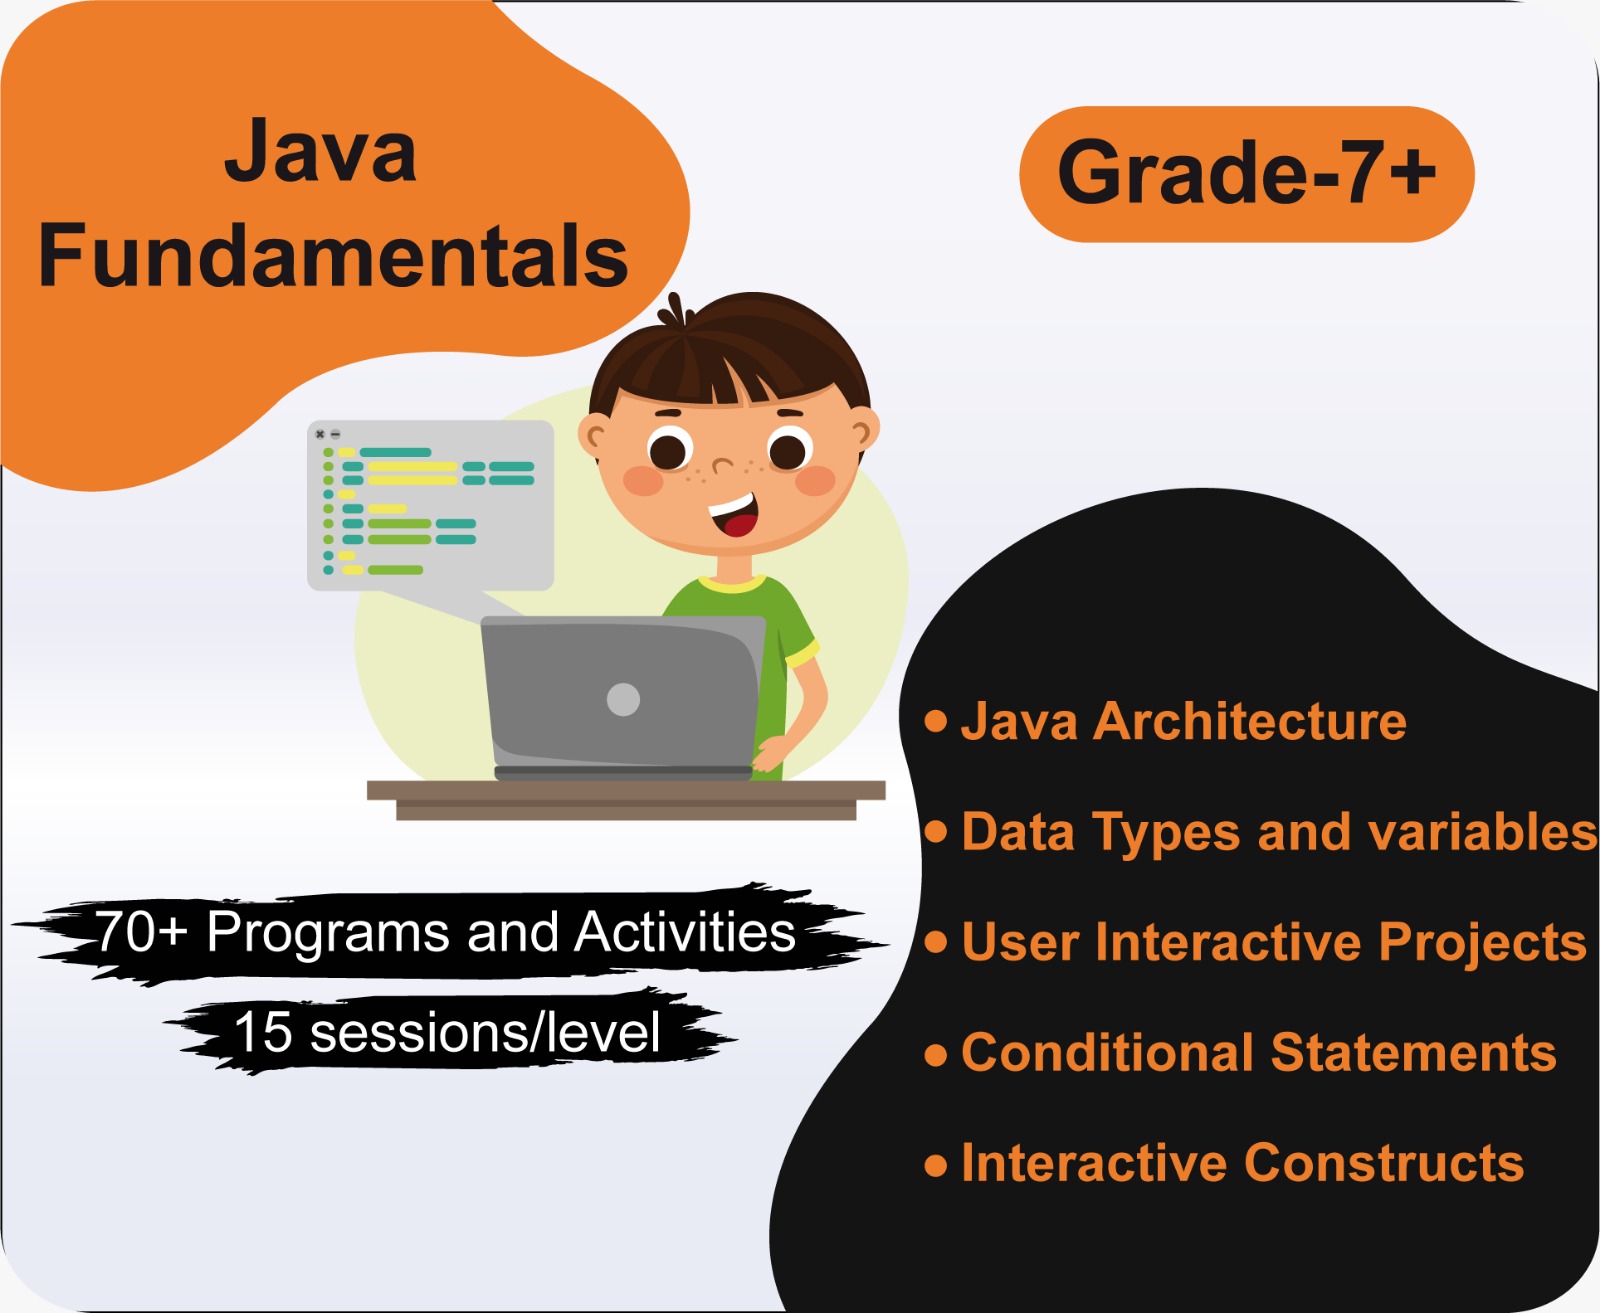 Java
Fundamentals
Grade-7+
70+ Programs and Activities
15 sessions/level
• Java Architecture
• Data Types and variables
• User Interactive Projects
• Conditional Statements
• Interactive Constructs